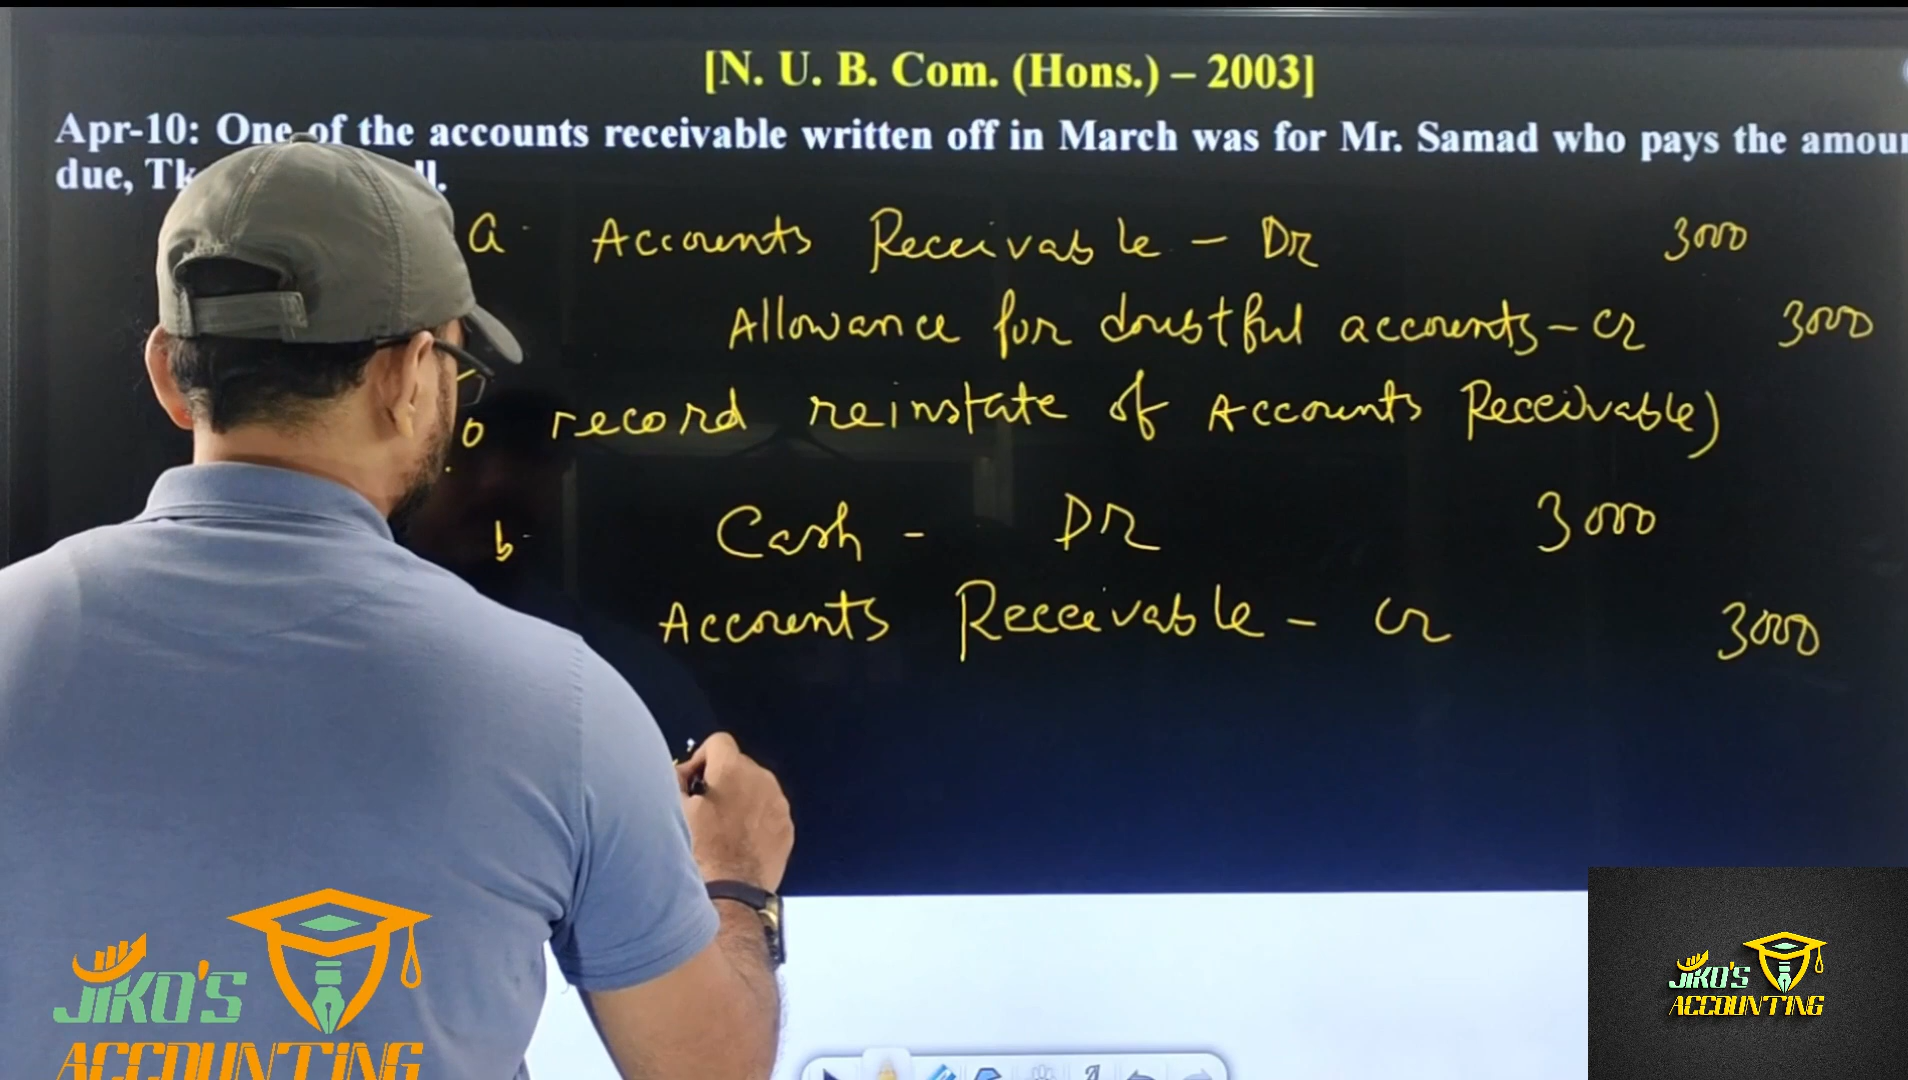 [N. U. B. Com. (Hons.) – 2003]
Apr-10: One of the accounts receivable written off in March was for Mr. Samad who pays the
due,
a. Accounts Receivable - Dr 3000
Allowance for doubtful accounts - cr 3000
record reinstate of Accounts Receivable)
b. Cash - Dr 3000
Accounts Receivable - cr 3000
JIKO'S
ACCOUNTING
JIKO'S
ACCOUNTING